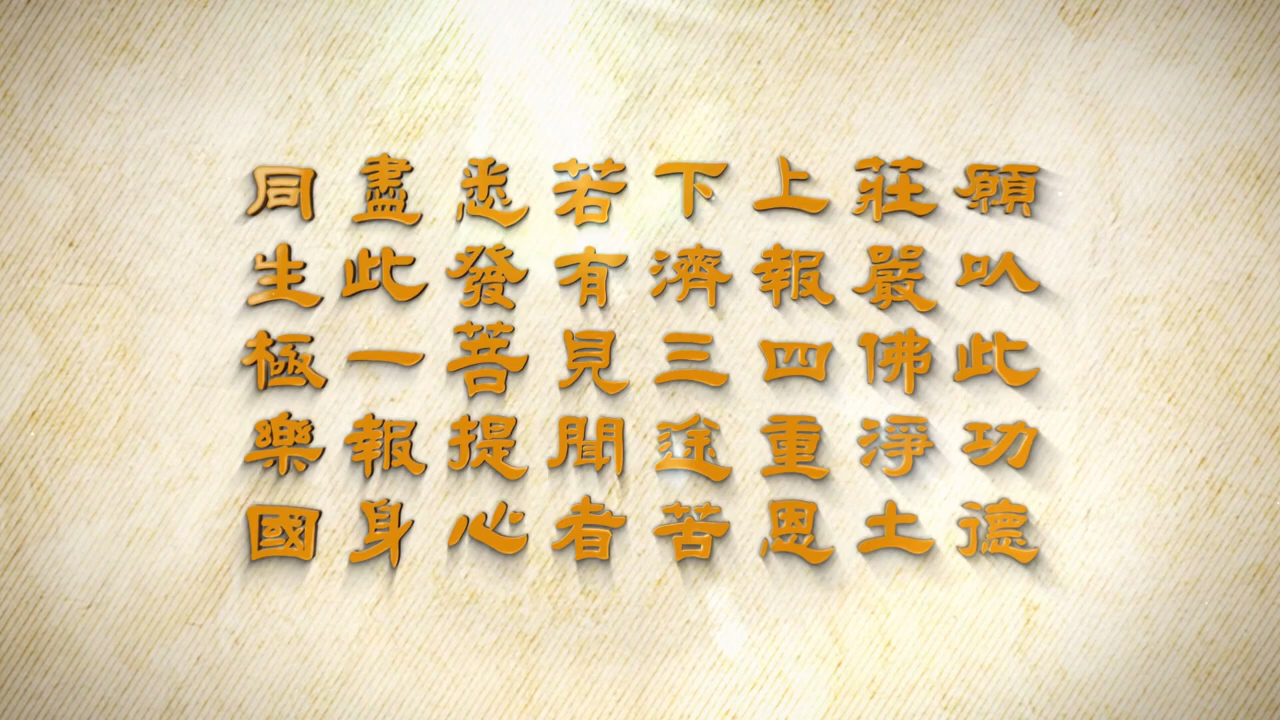 願以此功德
莊嚴佛淨土
上報四重恩
下濟三途苦
若有見聞者
悉發菩提心
盡此一報身
同生極樂國